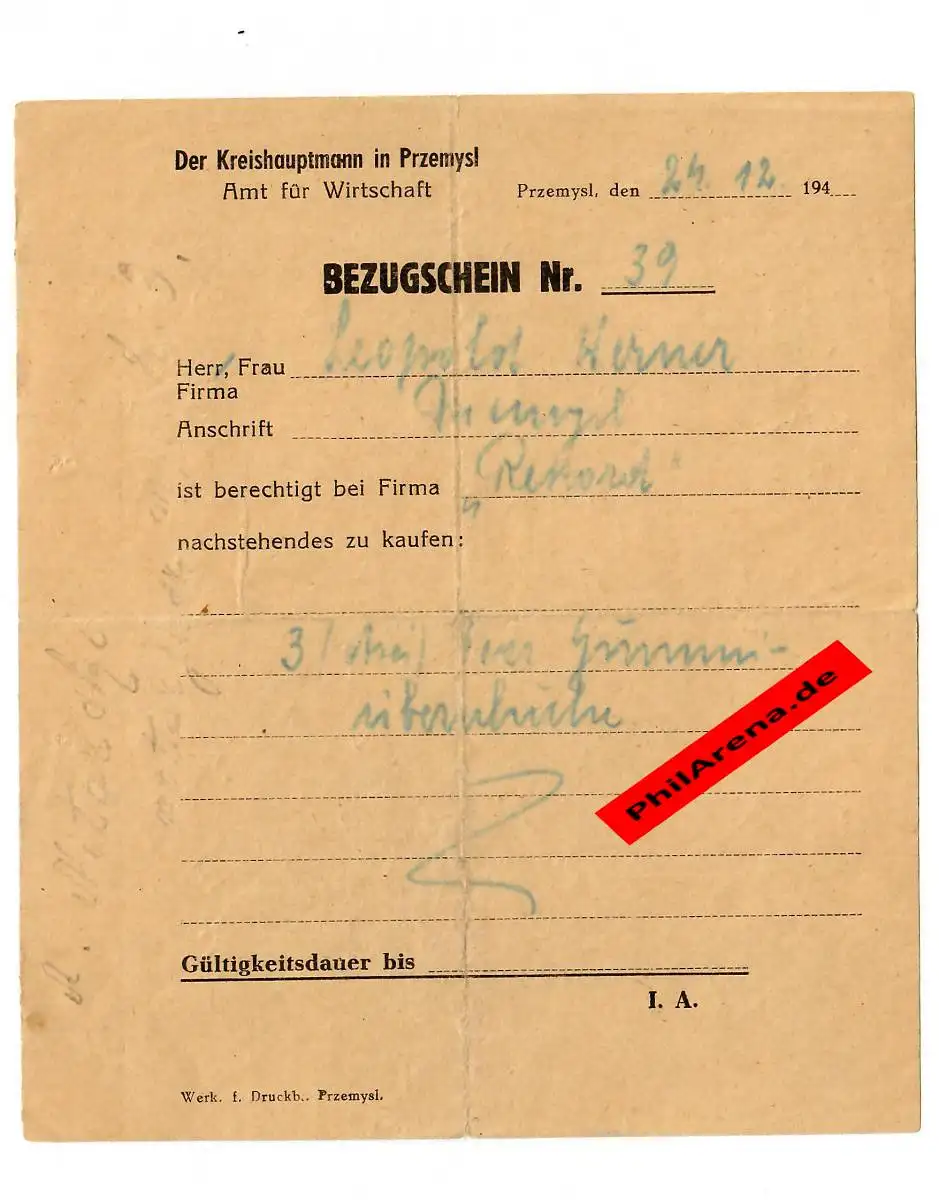 Der Kreishauptmann in Przemysl
Amt für Wirtschaft
Przemysl, den 24. 12. 194
BEZUGSCHEIN Nr. 39
Herr, Frau Leopold Werner
Firma
Anschrift Przemysl
ist berechtigt bei Firma „Rekord"
nachstehendes zu kaufen:
3 / drei / Paar Gummi-
überschuhe
PhilArena.de
Gültigkeitsdauer bis
I. A.
Werk. f. Druckb.. Przemysl.